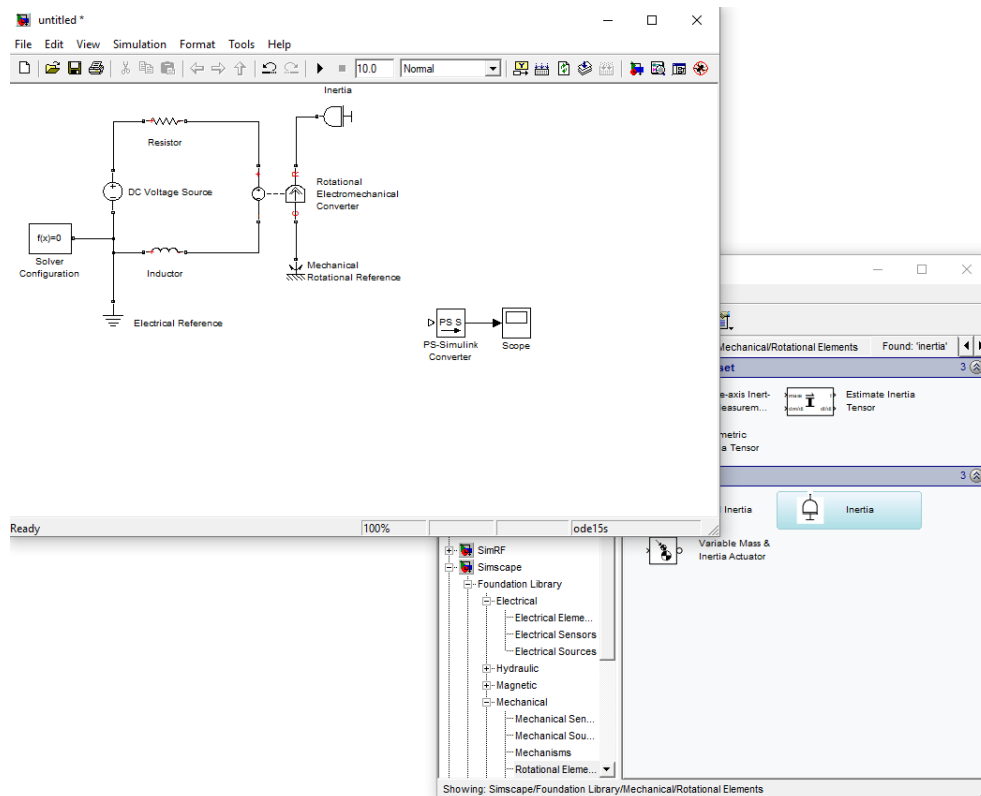 untitled *
File Edit View Simulation Format Tools Help
10.0 Normal
Inertia
Resistor
DC Voltage Source
Rotational
Electromechanical
Converter
f(x)=0
Solver
Configuration
Inductor
Mechanical
Rotational Reference
Electrical Reference
PS S
PS-Simulink
Converter
Scope
Ready 100% ode15s
Mechanical/Rotational Elements Found: 'inertia'
set 3
e-axis Inert-
easurem...
Estimate Inertia
Tensor
metric
a Tensor
3
Inertia
Inertia
Variable Mass &
Inertia Actuator
SimRF
Simscape
Foundation Library
Electrical
Electrical Eleme...
Electrical Sensors
Electrical Sources
Hydraulic
Magnetic
Mechanical
Mechanical Sen...
Mechanical Sou...
Mechanisms
Rotational Eleme...
Showing: Simscape/Foundation Library/Mechanical/Rotational Elements